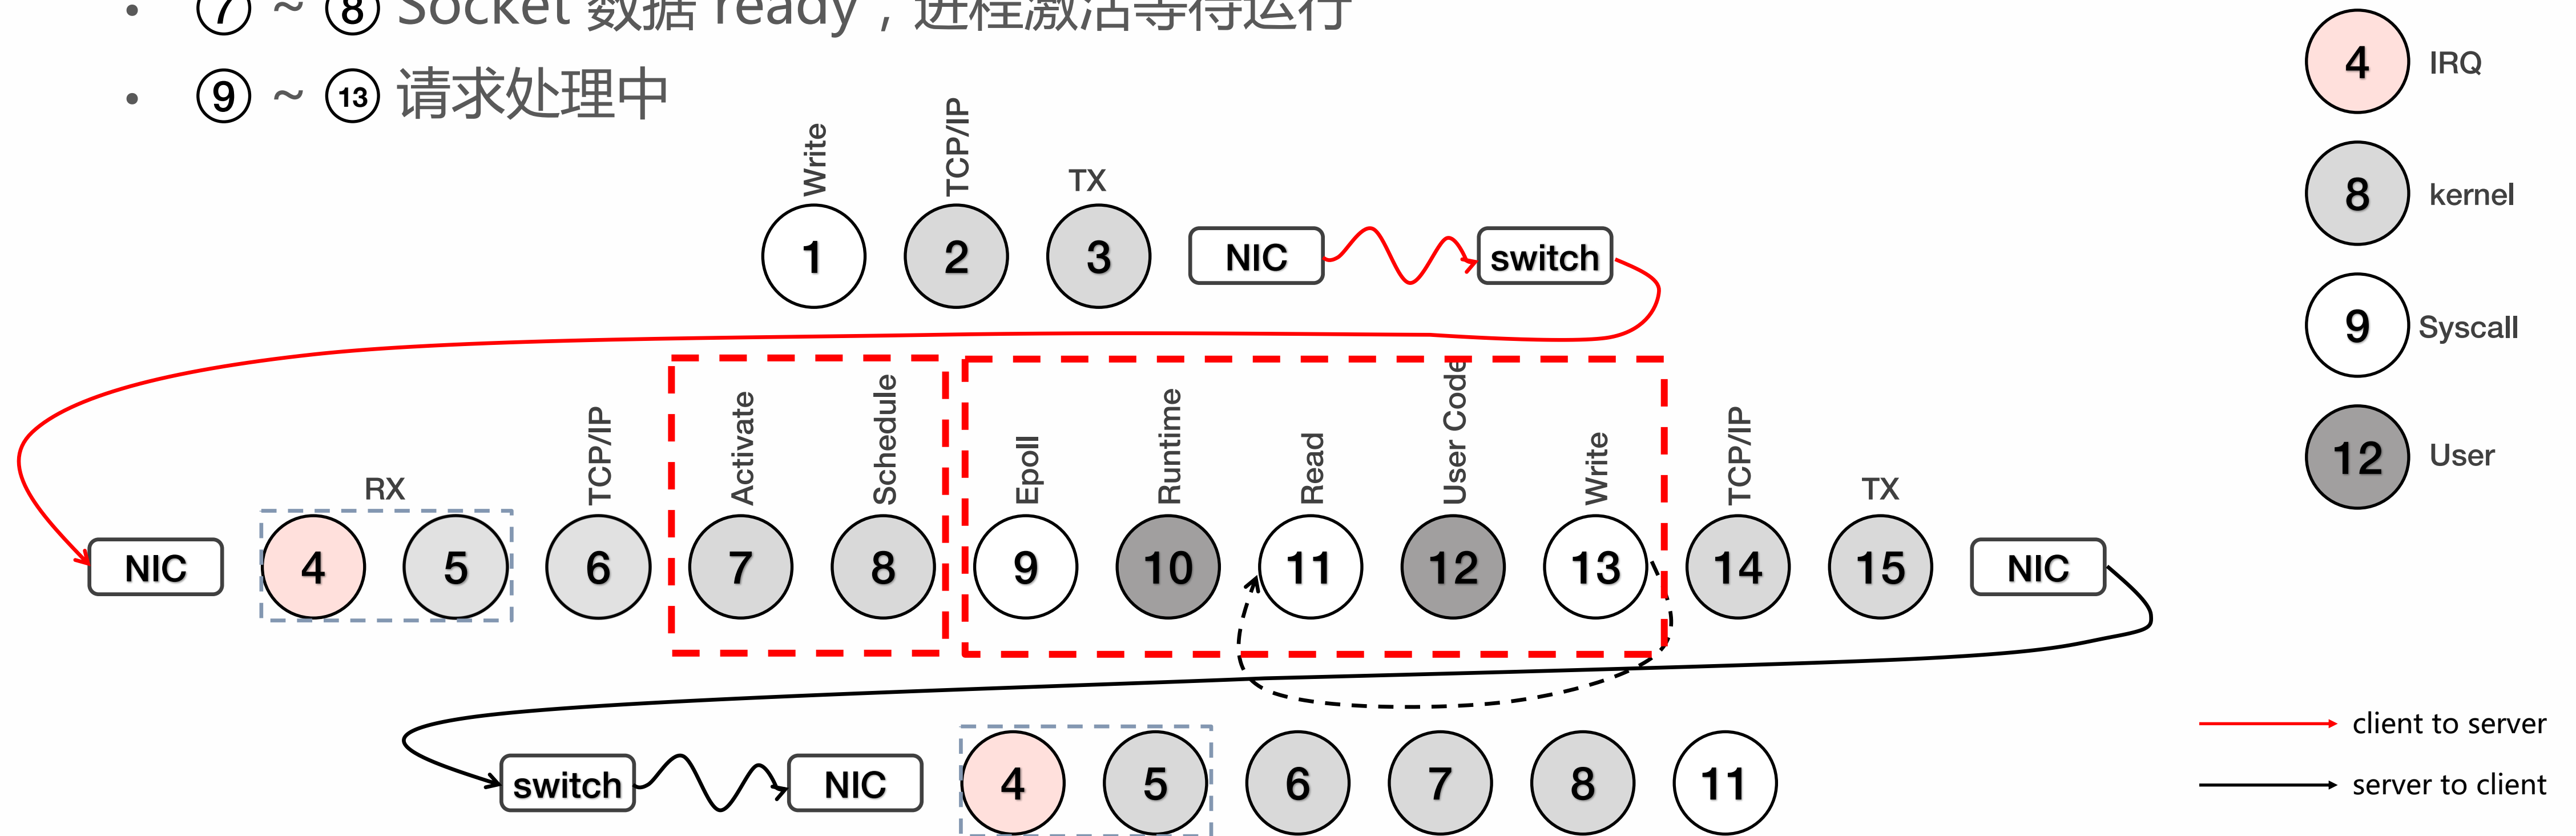 • ⑦ ~ ⑧ Socket 数据 ready，进程激活等待运行
• ⑨ ~ ⑬ 请求处理中
4 IRQ
8 kernel
9 Syscall
12 User
Write TCP/IP TX
1 2 3 NIC switch
RX TCP/IP Activate Schedule Epoll Runtime Read User Code Write TCP/IP TX
NIC 4 5 6 7 8 9 10 11 12 13 14 15 NIC
switch NIC 4 5 6 7 8 11
client to server
server to client